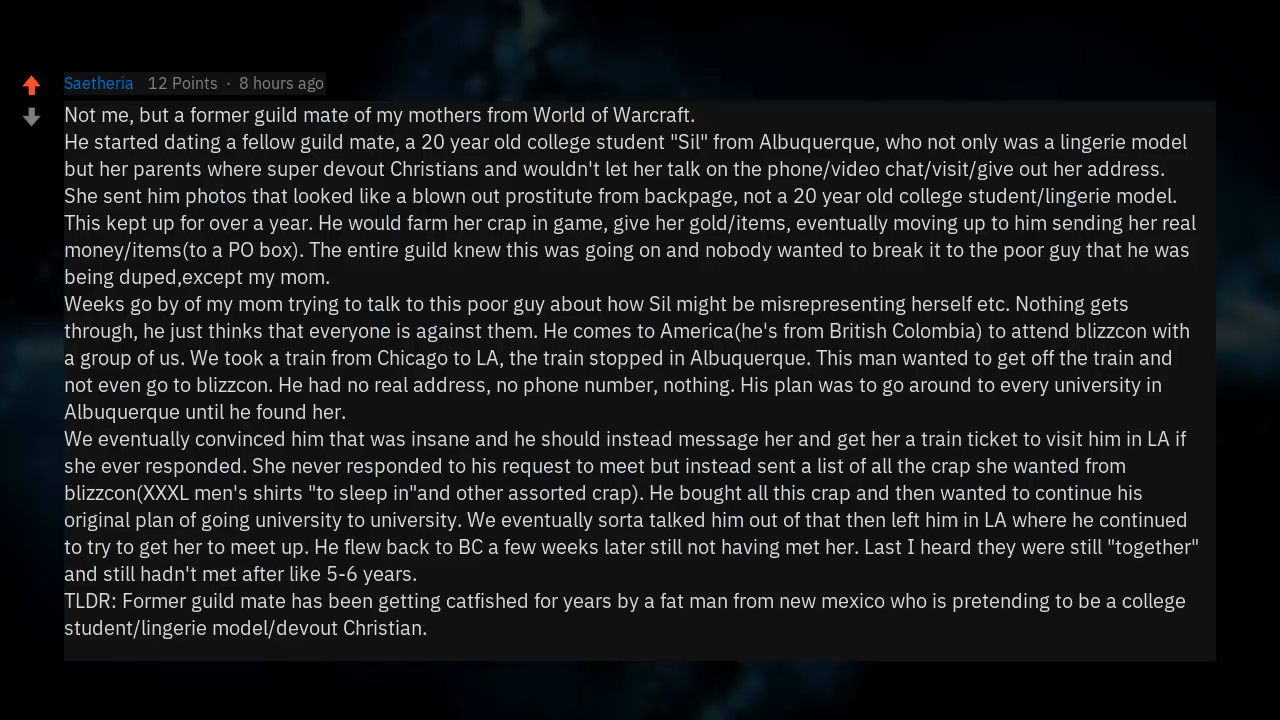 Saetheria 12 Points · 8 hours ago
Not me, but a former guild mate of my mothers from World of Warcraft.
He started dating a fellow guild mate, a 20 year old college student "Sil" from Albuquerque, who not only was a lingerie model
but her parents where super devout Christians and wouldn't let her talk on the phone/video chat/visit/give out her address.
She sent him photos that looked like a blown out prostitute from backpage, not a 20 year old college student/lingerie model.
This kept up for over a year. He would farm her crap in game, give her gold/items, eventually moving up to him sending her real
money/items(to a PO box). The entire guild knew this was going on and nobody wanted to break it to the poor guy that he was
being duped,except my mom.
Weeks go by of my mom trying to talk to this poor guy about how Sil might be misrepresenting herself etc. Nothing gets
through, he just thinks that everyone is against them. He comes to America(he's from British Colombia) to attend blizzcon with
a group of us. We took a train from Chicago to LA, the train stopped in Albuquerque. This man wanted to get off the train and
not even go to blizzcon. He had no real address, no phone number, nothing. His plan was to go around to every university in
Albuquerque until he found her.
We eventually convinced him that was insane and he should instead message her and get her a train ticket to visit him in LA if
she ever responded. She never responded to his request to meet but instead sent a list of all the crap she wanted from
blizzcon(XXXL men's shirts "to sleep in"and other assorted crap). He bought all this crap and then wanted to continue his
original plan of going university to university. We eventually sorta talked him out of that then left him in LA where he continued
to try to get her to meet up. He flew back to BC a few weeks later still not having met her. Last I heard they were still "together"
and still hadn't met after like 5-6 years.
TLDR: Former guild mate has been getting catfished for years by a fat man from new mexico who is pretending to be a college
student/lingerie model/devout Christian.